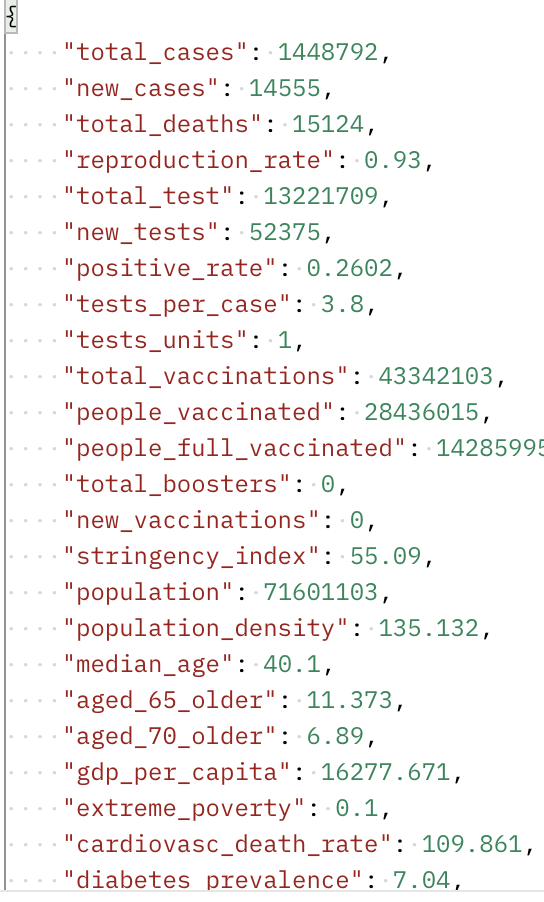 {
"total_cases": 1448792,
"new_cases": 14555,
"total_deaths": 15124,
"reproduction_rate": 0.93,
"total_test": 13221709,
"new_tests": 52375,
"positive_rate": 0.2602,
"tests_per_case": 3.8,
"tests_units": 1,
"total_vaccinations": 43342103,
"people_vaccinated": 28436015,
"people_full_vaccinated": 14285995
"total_boosters": 0,
"new_vaccinations": 0,
"stringency_index": 55.09,
"population": 71601103,
"population_density": 135.132,
"median_age": 40.1,
"aged_65_older": 11.373,
"aged_70_older": 6.89,
"gdp_per_capita": 16277.671,
"extreme_poverty": 0.1,
"cardiovasc_death_rate": 109.861,
"diabetes_prevalence": 7.04,